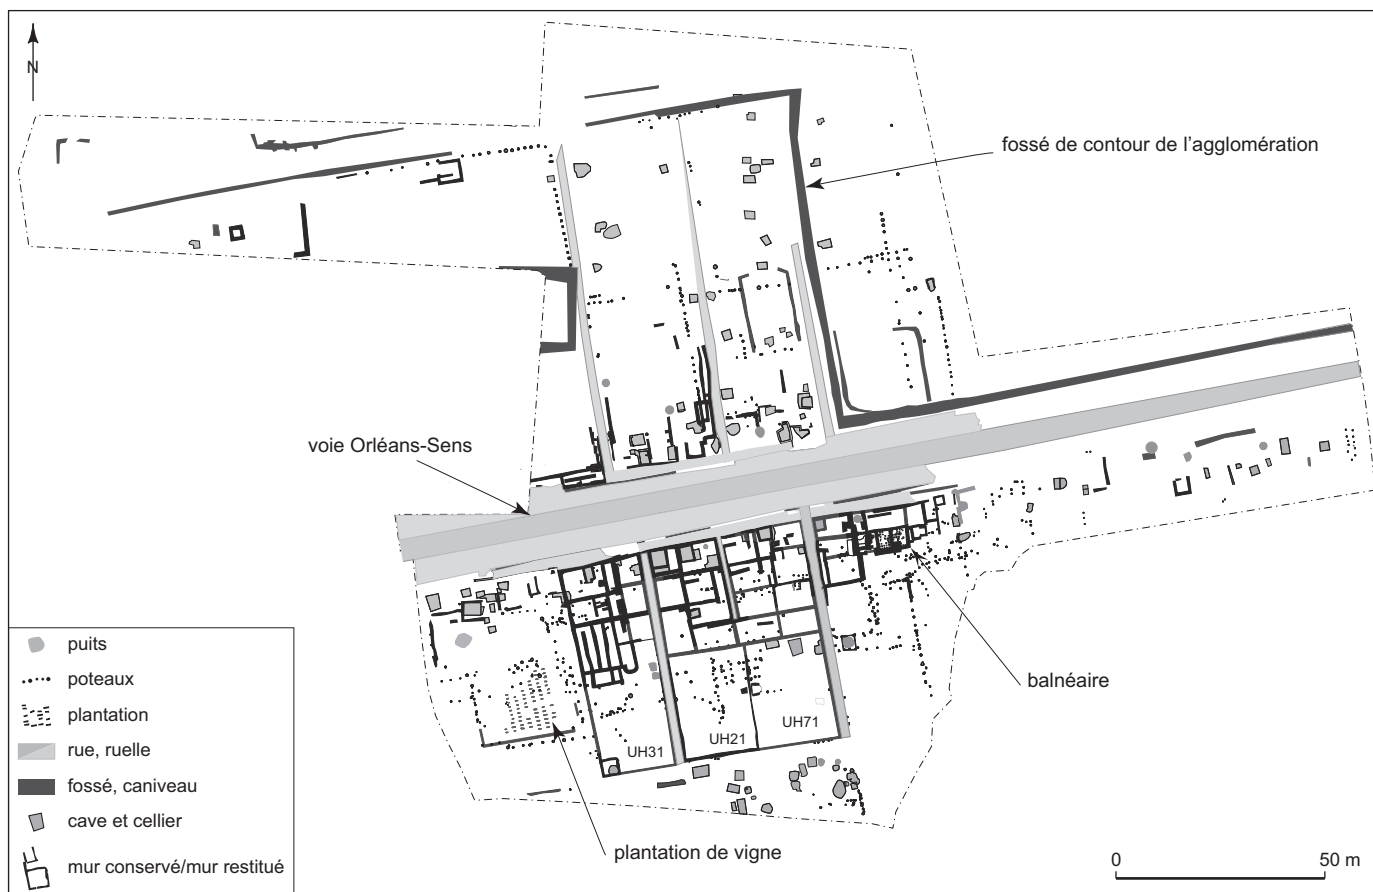 N
fossé de contour de l'agglomération
voie Orléans-Sens
puits
poteaux
balnéaire
plantation
UH71
rue, ruelle
UH31
UH21
fossé, caniveau
cave et cellier
plantation de vigne
mur conservé/mur restitué
0 50 m